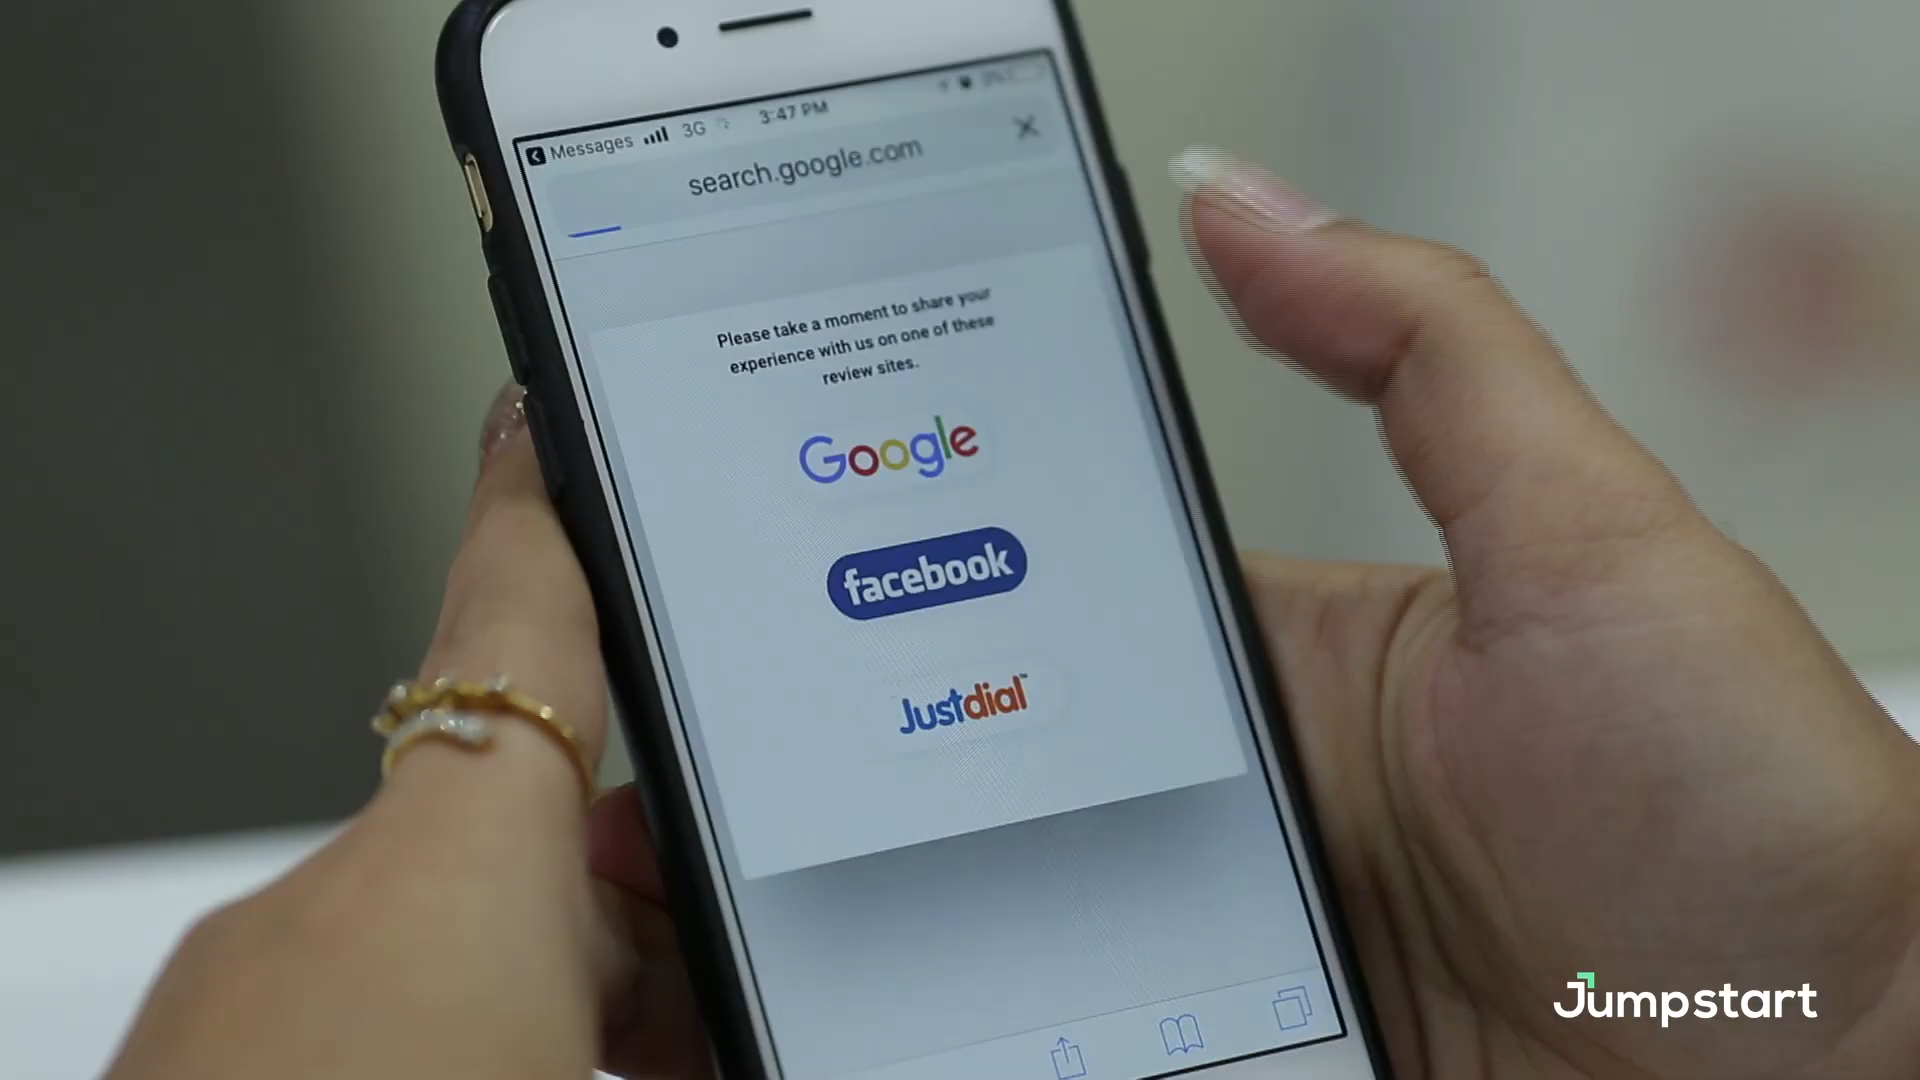 Messages 3G 3:47 PM
search.google.com
Please take a moment to share your
experience with us on one of these
review sites.
Google
facebook
Justdial™
Jumpstart